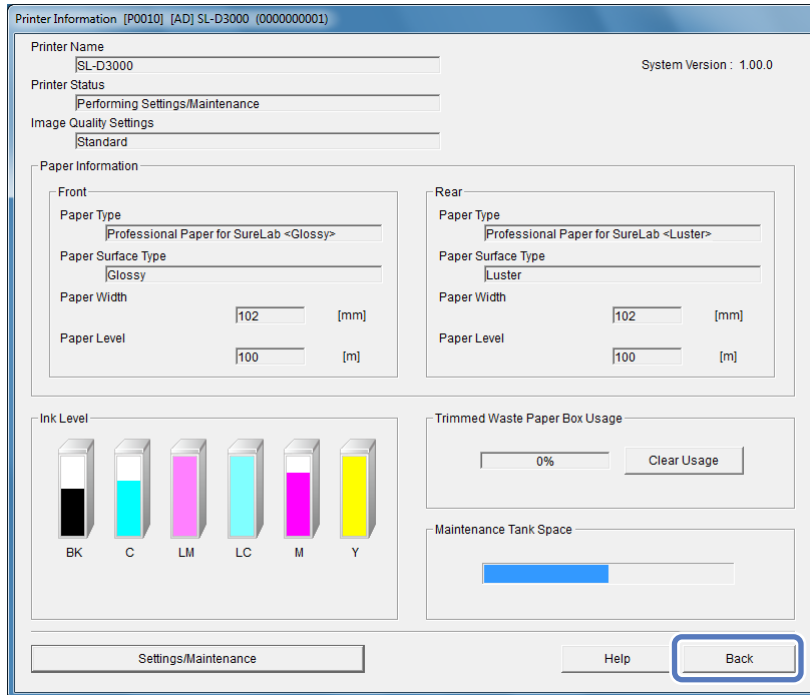 Printer Information [P0010] [AD] SL-D3000 (0000000001)
Printer Name
SL-D3000
System Version : 1.00.0
Printer Status
Performing Settings/Maintenance
Image Quality Settings
Standard
Paper Information
Front
Paper Type
Professional Paper for SureLab <Glossy>
Paper Surface Type
Glossy
Paper Width
102 [mm]
Paper Level
100 [m]
Rear
Paper Type
Professional Paper for SureLab <Luster>
Paper Surface Type
Luster
Paper Width
102 [mm]
Paper Level
100 [m]
Ink Level
BK C LM LC M Y
Trimmed Waste Paper Box Usage
0% Clear Usage
Maintenance Tank Space
Settings/Maintenance Help Back